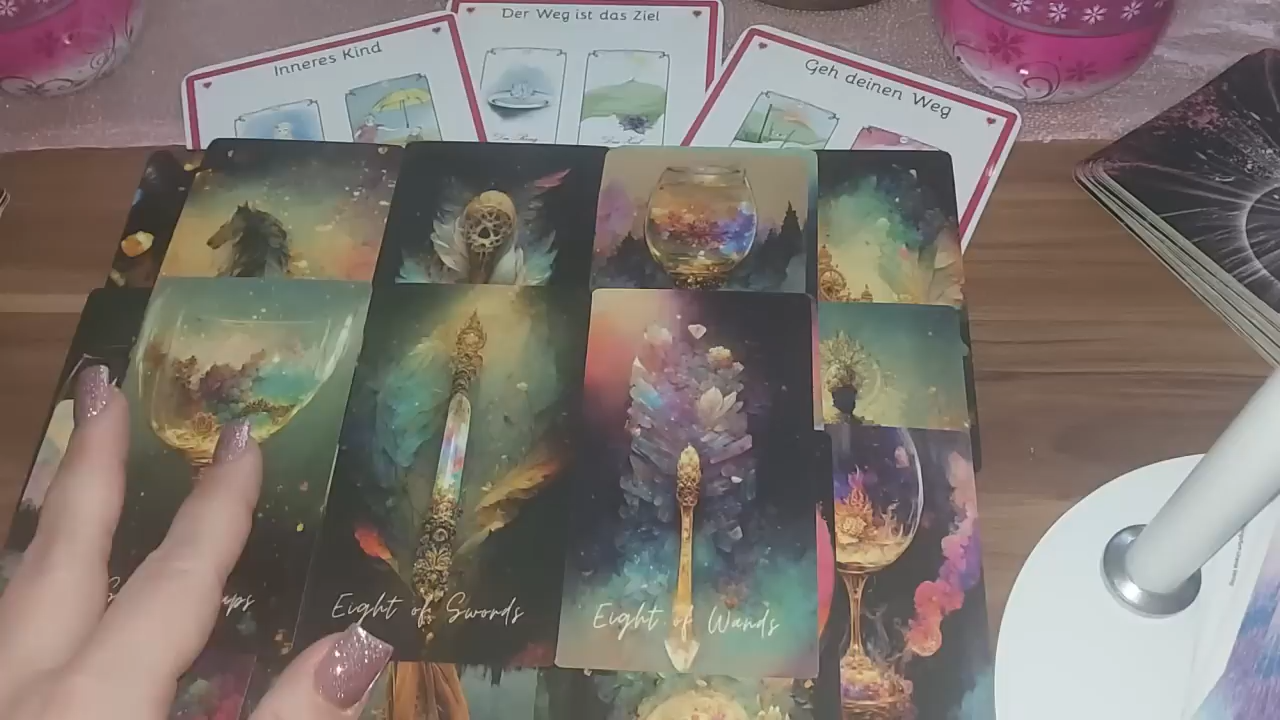 Inneres Kind
Der Weg ist das Ziel
Geh deinen Weg
Eight of Swords
Eight of Wands